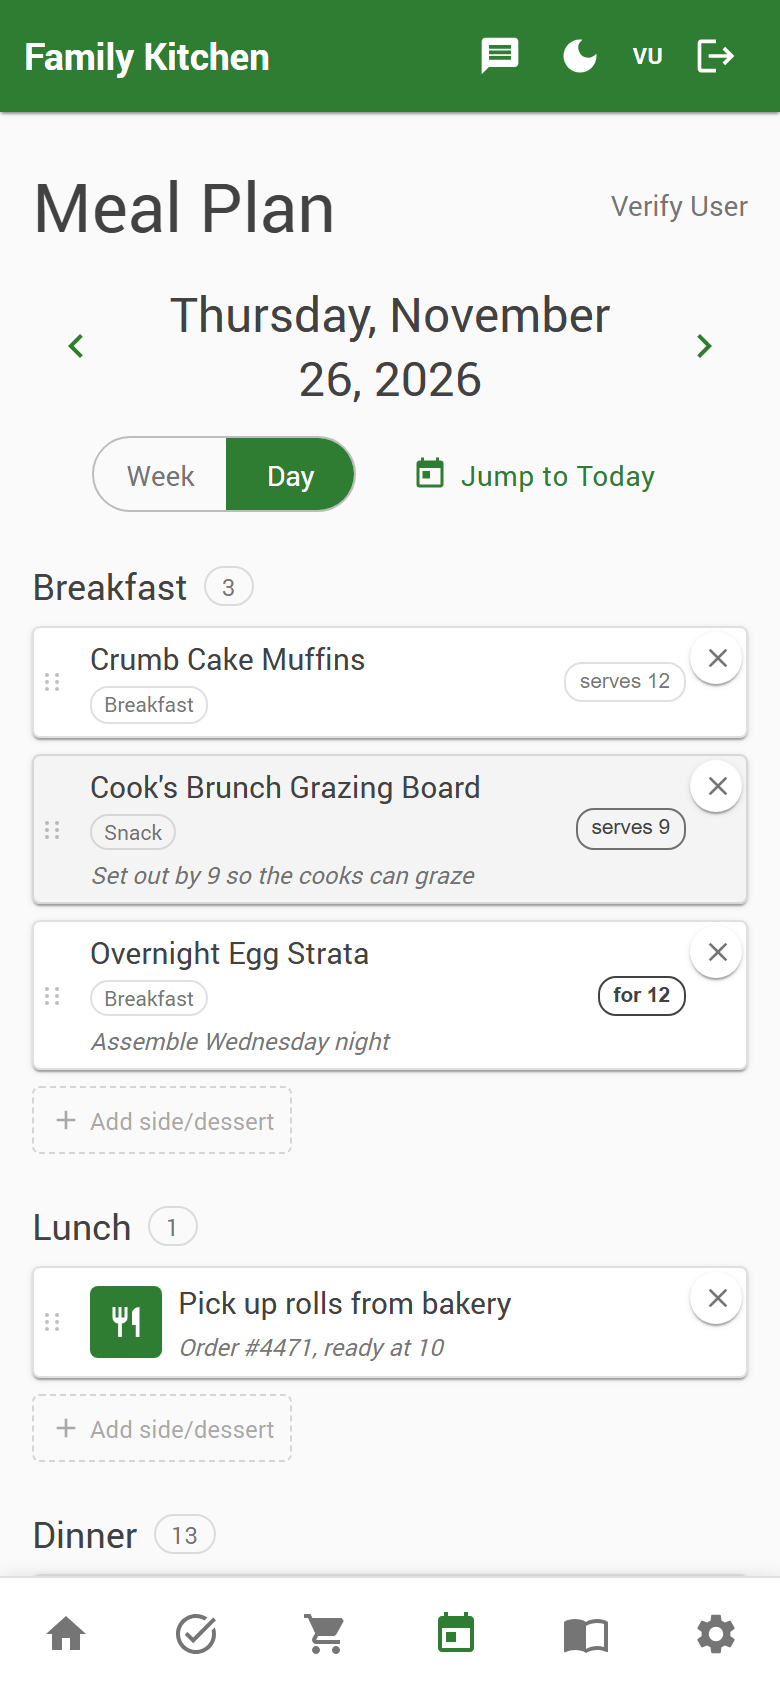 Family Kitchen
VU
Meal Plan
Verify User
Thursday, November
26, 2026
Week
Day
Jump to Today
Breakfast
3
Crumb Cake Muffins
Breakfast
serves 12
Cook's Brunch Grazing Board
Snack
serves 9
Set out by 9 so the cooks can graze
Overnight Egg Strata
Breakfast
for 12
Assemble Wednesday night
+ Add side/dessert
Lunch
1
Pick up rolls from bakery
Order #4471, ready at 10
+ Add side/dessert
Dinner
13